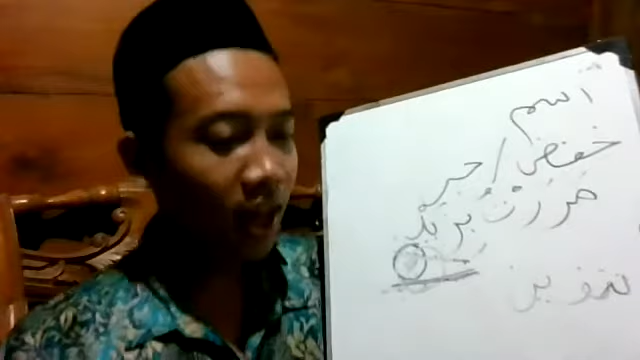 اسم
خفض / جر
مررت بزيد
تنوين